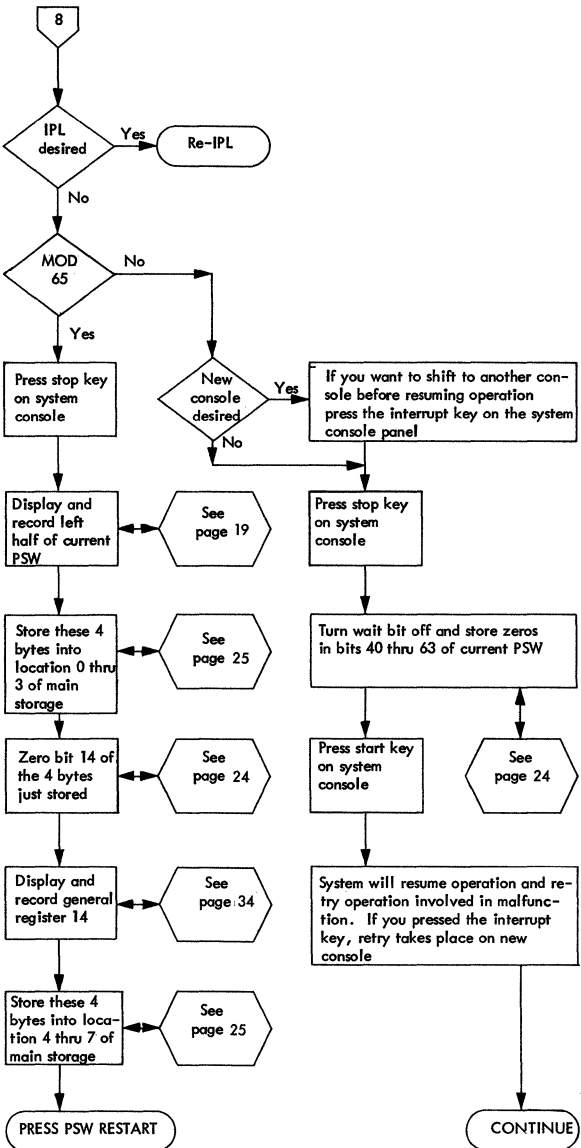 8
IPL
desired
Yes
Re-IPL
No
MOD
65
No
Yes
Press stop key
on system
console
New
console
desired
Yes
No
If you want to shift to another con-
sole before resuming operation
press the interrupt key on the system
console panel
Display and
record left
half of current
PSW
See
page 19
Press stop key
on system
console
Store these 4
bytes into
location 0 thru
3 of main
storage
See
page 25
Turn wait bit off and store zeros
in bits 40 thru 63 of current PSW
Zero bit 14 of
the 4 bytes
just stored
See
page 24
Press start key
on system
console
See
page 24
Display and
record general
register 14
See
page 34
System will resume operation and re-
try operation involved in malfunc-
tion. If you pressed the interrupt
key, retry takes place on new
console
Store these 4
bytes into loca-
tion 4 thru 7 of
main storage
See
page 25
PRESS PSW RESTART
CONTINUE